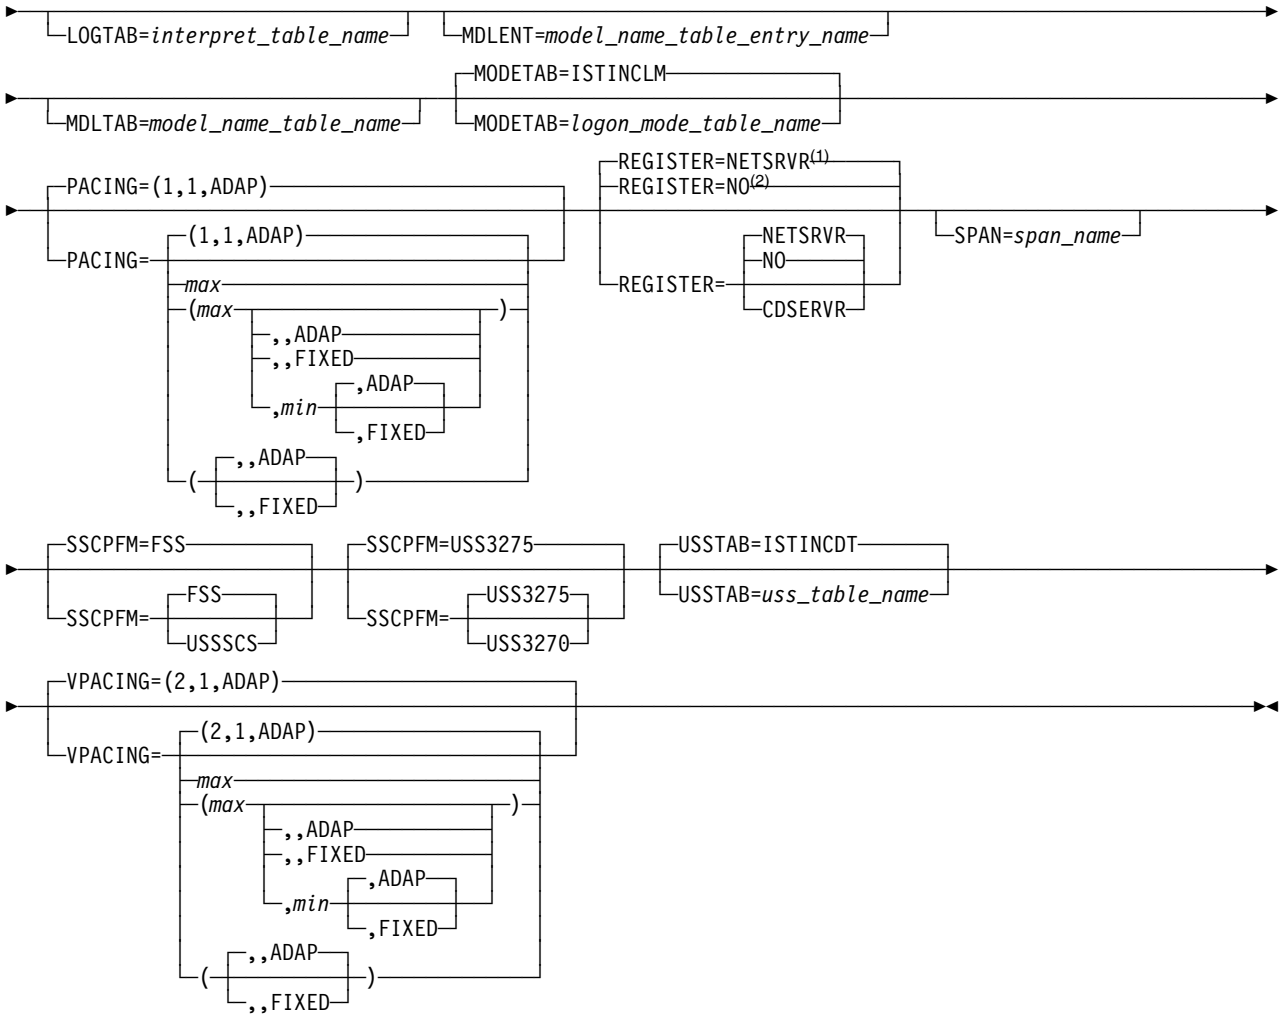 LOGTAB=interpret_table_name MDLENT=model_name_table_entry_name
MODETAB=ISTINCLM
MDLTAB=model_name_table_name MODETAB=logon_mode_table_name
REGISTER=NETSRVR(1)
PACING=(1,1,ADAP) REGISTER=NO(2)
(1,1,ADAP) NETSRVR SPAN=span_name
PACING= NO
max REGISTER=
(max ) CDSERVR
,,ADAP
,,FIXED
,ADAP
,min
,FIXED
,,ADAP
( )
,,FIXED
SSCPFM=FSS SSCPFM=USS3275 USSTAB=ISTINCDT
FSS USS3275 USSTAB=uss_table_name
SSCPFM= SSCPFM=
USSSCS USS3270
VPACING=(2,1,ADAP)
(2,1,ADAP)
VPACING=
max
(max )
,,ADAP
,,FIXED
,ADAP
,min
,FIXED
,,ADAP
( )
,,FIXED